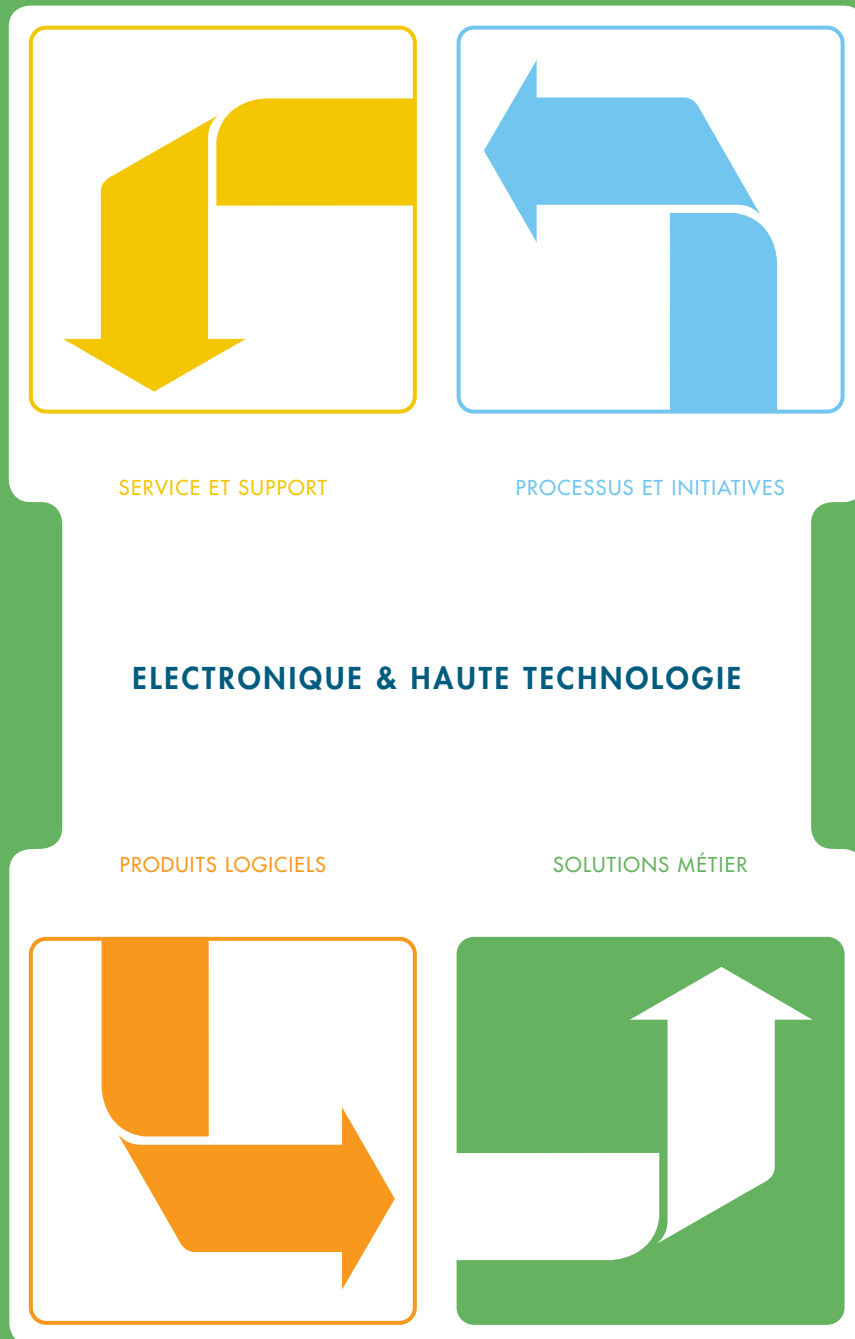 SERVICE ET SUPPORT
PROCESSUS ET INITIATIVES
ELECTRONIQUE & HAUTE TECHNOLOGIE
PRODUITS LOGICIELS
SOLUTIONS MÉTIER